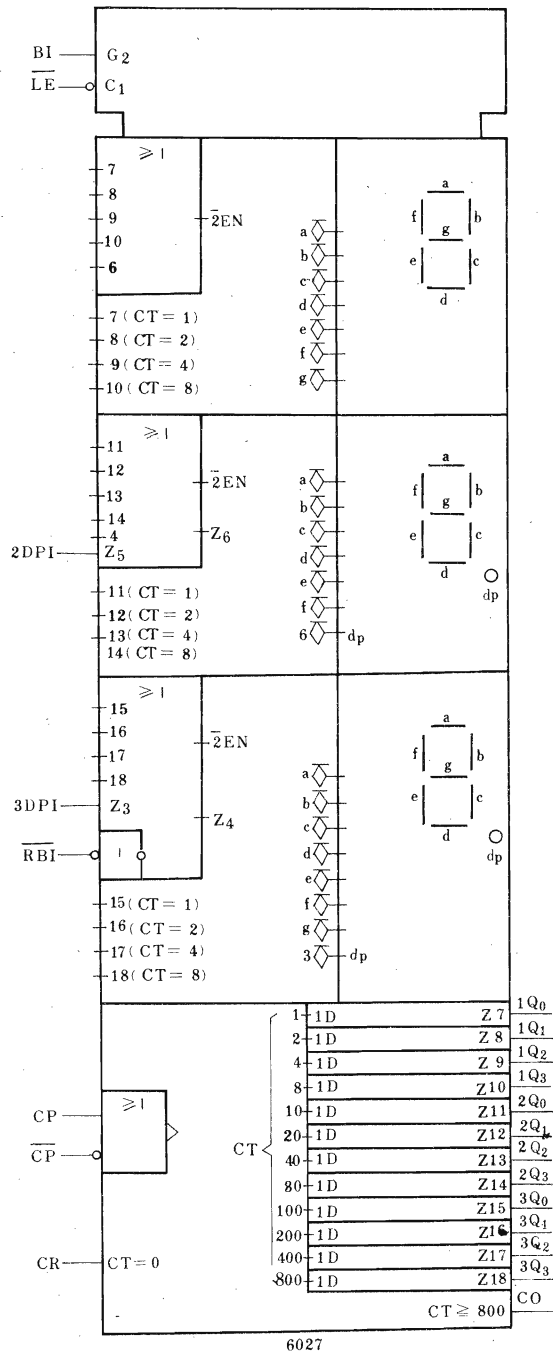 BI G2
LE C1
≥1
7
8
9
10
6
2EN
a
b
c
d
e
f
g
a
f b
g
e c
d
7(CT=1)
8(CT=2)
9(CT=4)
10(CT=8)
≥1
11
12
13
14
4
2DPI Z5
2EN
Z6
a
b
c
d
e
f
6 dp
a
f b
g
e c
d
dp
11(CT=1)
12(CT=2)
13(CT=4)
14(CT=8)
≥1
15
16
17
18
3DPI Z3
RBI 1
2EN
Z4
a
b
c
d
e
f
g
3 dp
a
f b
g
e c
d
dp
15(CT=1)
16(CT=2)
17(CT=4)
18(CT=8)
CP
CP
≥1
CR CT=0
CT
1 1D Z7 1Q0
2 1D Z8 1Q1
4 1D Z9 1Q2
8 1D Z10 1Q3
10 1D Z11 2Q0
20 1D Z12 2Q1
40 1D Z13 2Q2
80 1D Z14 2Q3
100 1D Z15 3Q0
200 1D Z16 3Q1
400 1D Z17 3Q2
800 1D Z18 3Q3
CT≧800 CO
6027